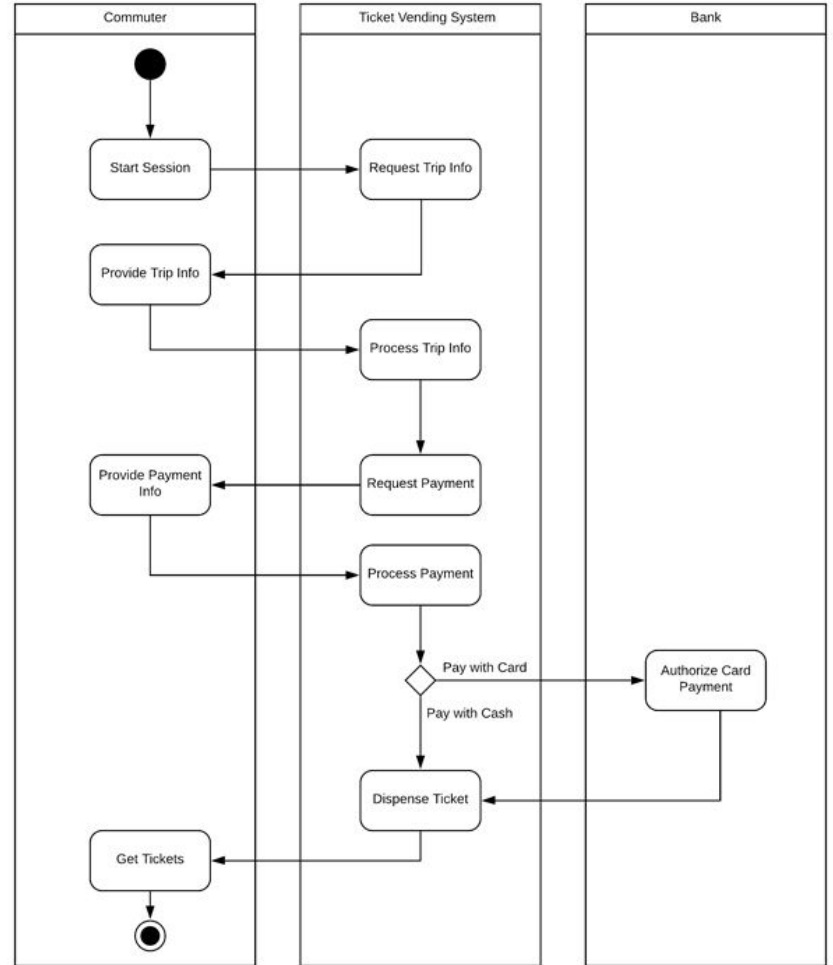 Commuter
Ticket Vending System
Bank
Start Session
Request Trip Info
Provide Trip Info
Process Trip Info
Provide Payment
Info
Request Payment
Process Payment
Pay with Card
Authorize Card
Payment
Pay with Cash
Dispense Ticket
Get Tickets